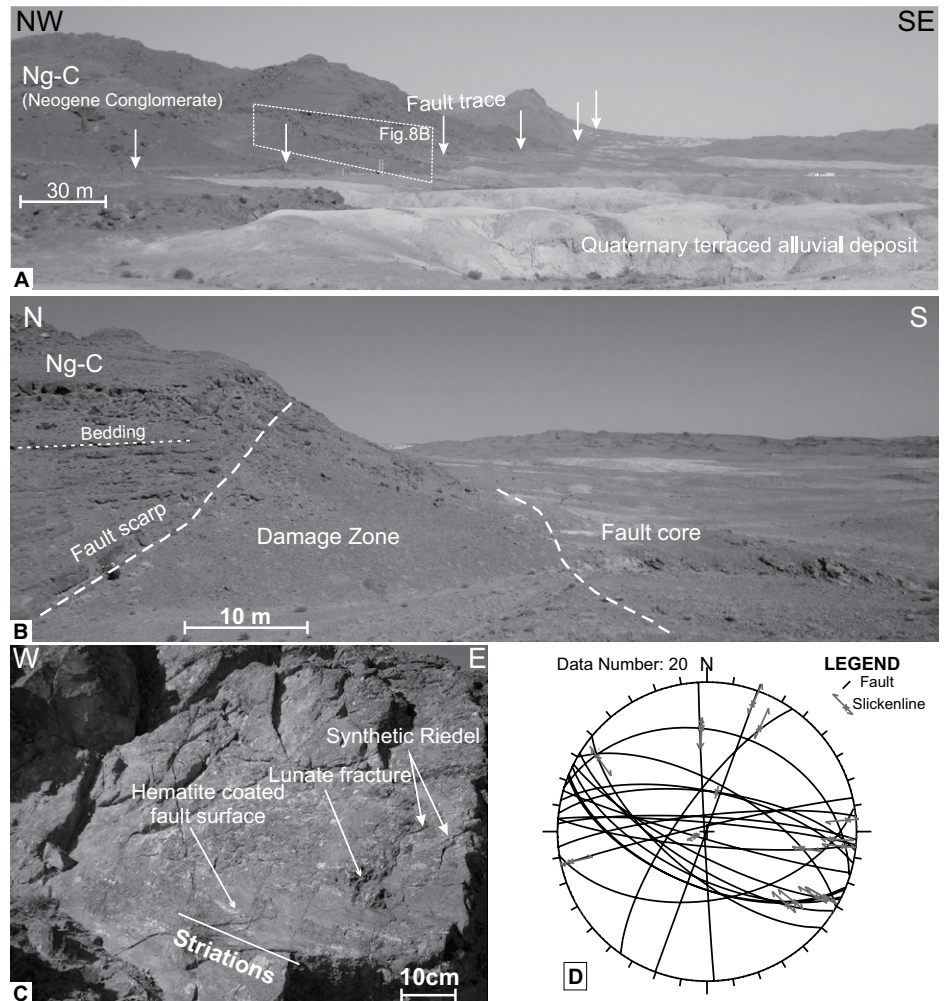 NW
SE
Ng-C
(Neogene Conglomerate)
Fault trace
Fig.8B
30 m
Quaternary terraced alluvial deposit
A
N
S
Ng-C
Bedding
Fault scarp
Damage Zone
Fault core
10 m
B
W
E
Synthetic Riedel
Lunate fracture
Hematite coated
fault surface
Striations
10cm
C
Data Number: 20
N
LEGEND
Fault
Slickenline
D